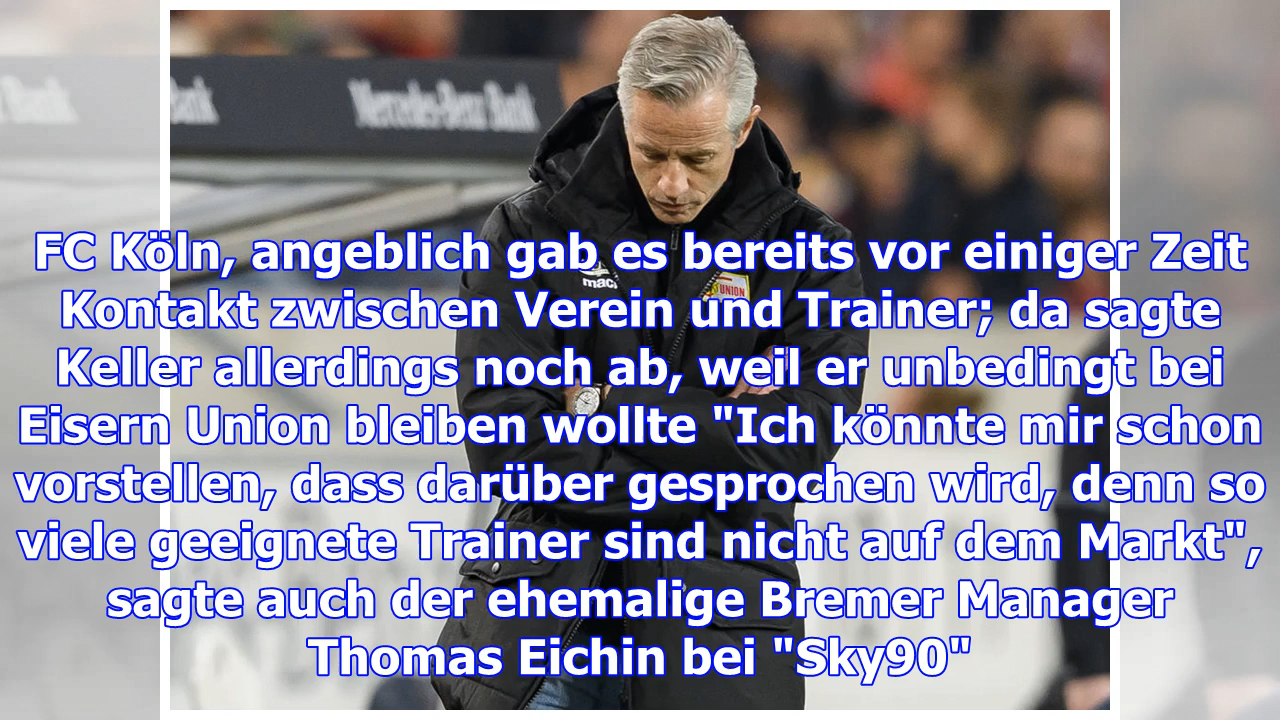 z Bank
Bank
Mercedes-Benz Bank
FC Köln, angeblich gab es bereits vor einiger Zeit
macr
UNION
Kontakt zwischen Verein und Trainer; da sagte
Keller allerdings noch ab, weil er unbedingt bei
Eisern Union bleiben wollte "Ich könnte mir schon
vorstellen, dass darüber gesprochen wird, denn so
viele geeignete Trainer sind nicht auf dem Markt",
sagte auch der ehemalige Bremer Manager
Thomas Eichin bei "Sky90"